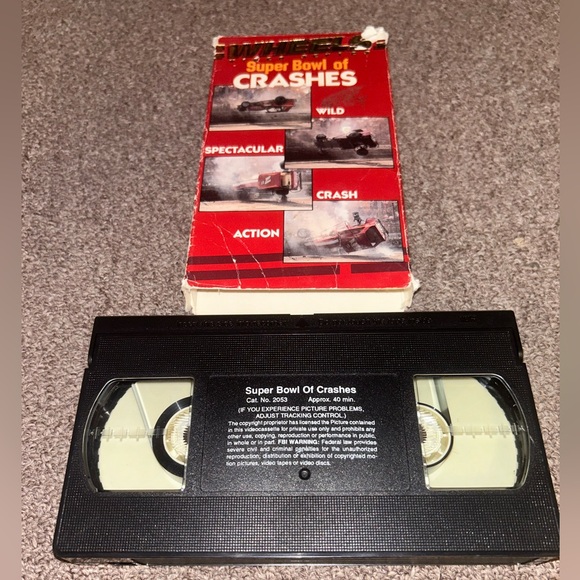 WHEELS
Super Bowl of
CRASHES
WILD
SPECTACULAR
CRASH
ACTION
Super Bowl Of Crashes
Cat. No. 2053 Approx. 40 min.
(IF YOU EXPERIENCE PICTURE PROBLEMS,
ADJUST TRACKING CONTROL.)
The copyright proprietor has licensed the Picture contained
in this videocassette for private use only and prohibits any
other use, copying, reproduction or performance in public,
in whole or in part. FBI WARNING: Federal law provides
severe civil and criminal penalties for the unauthorized
reproduction, distribution or exhibition of copyrighted mo-
tion pictures, video tapes or video discs.